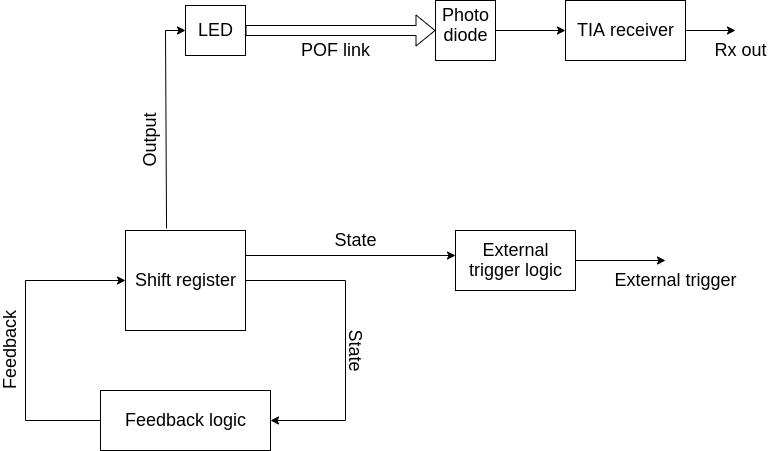 LED
POF link
Photo
diode
TIA receiver
Rx out
Output
Shift register
State
External
trigger logic
External trigger
State
Feedback
Feedback logic